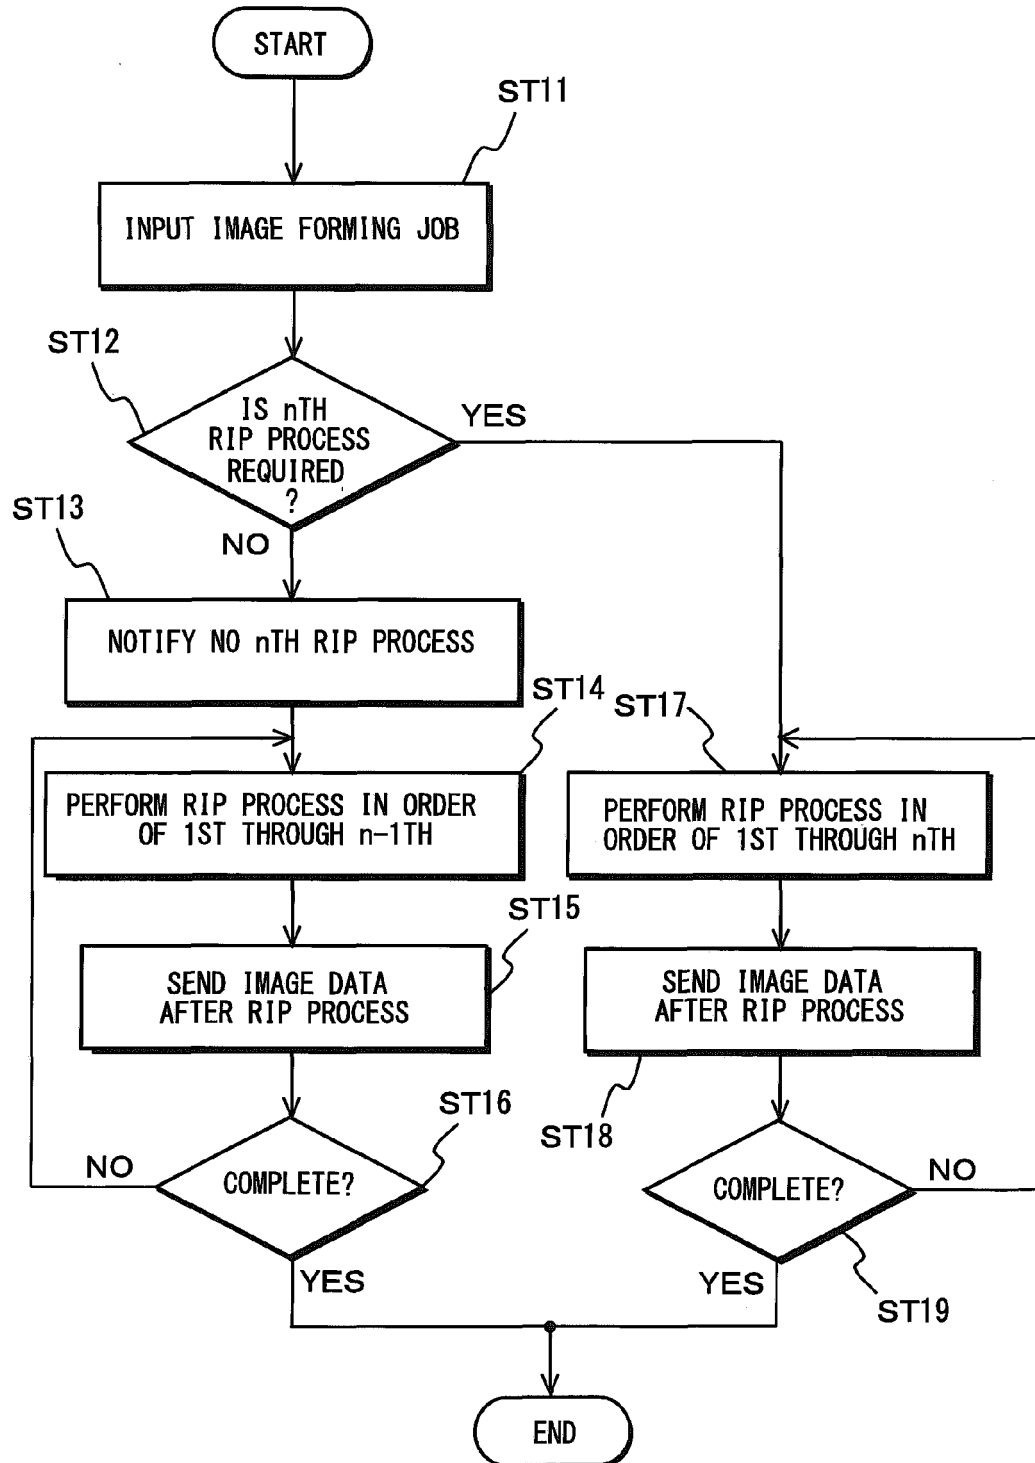 START
ST11
INPUT IMAGE FORMING JOB
ST12
IS nTH
RIP PROCESS
REQUIRED
?
YES
NO
ST13
NOTIFY NO nTH RIP PROCESS
ST14
PERFORM RIP PROCESS IN ORDER
OF 1ST THROUGH n-1TH
ST15
SEND IMAGE DATA
AFTER RIP PROCESS
ST16
COMPLETE?
NO
YES
ST17
PERFORM RIP PROCESS IN
ORDER OF 1ST THROUGH nTH
SEND IMAGE DATA
AFTER RIP PROCESS
ST18
COMPLETE?
NO
YES
ST19
END